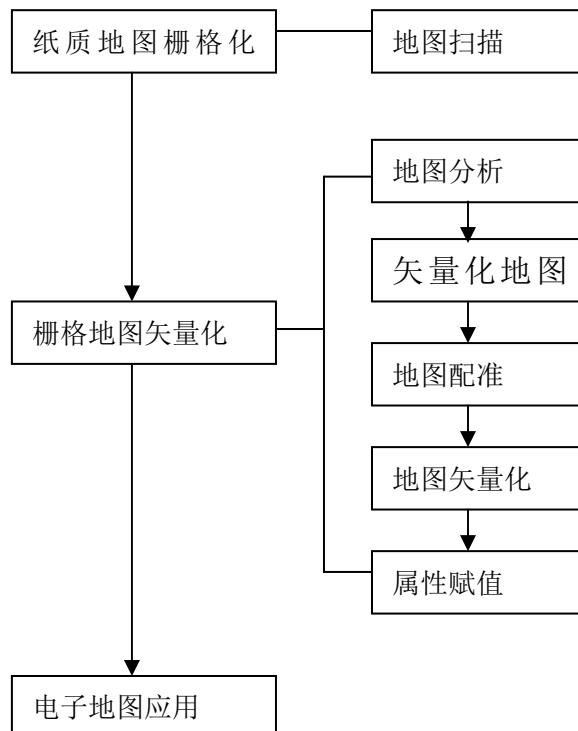 纸质地图栅格化
地图扫描
地图分析
矢量化地图
栅格地图矢量化
地图配准
地图矢量化
属性赋值
电子地图应用